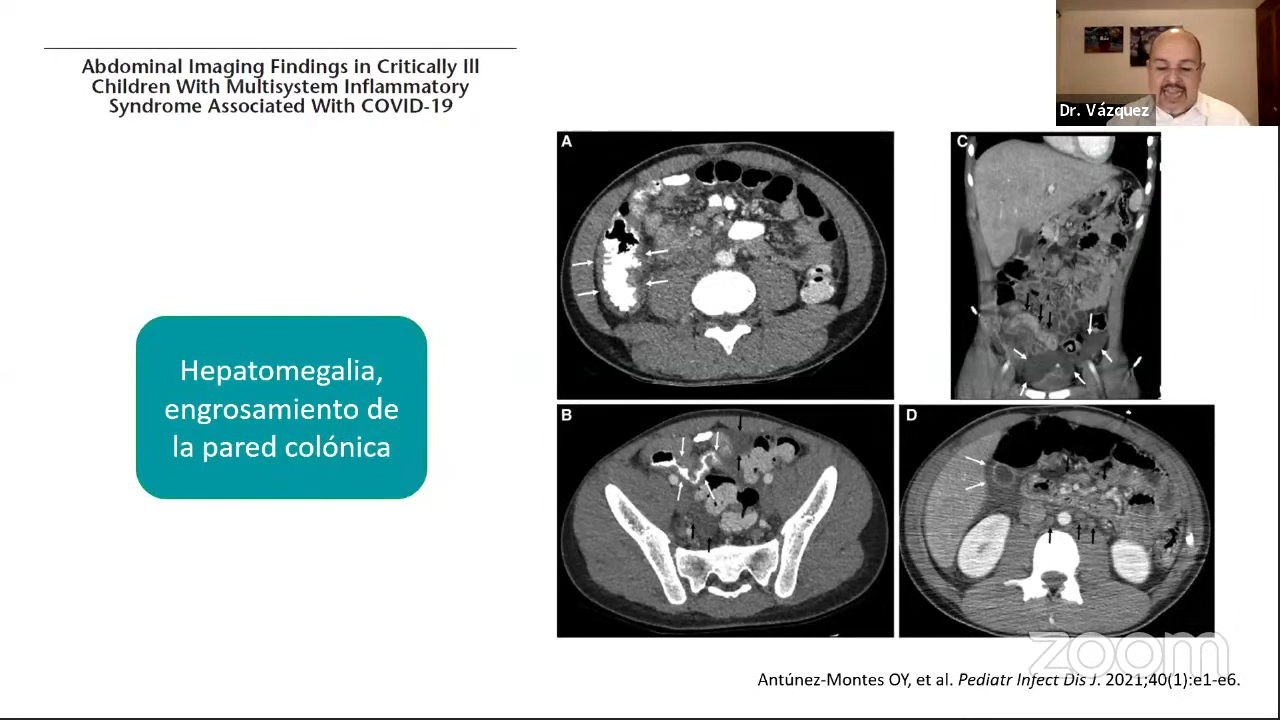 Abdominal Imaging Findings in Critically Ill
Children With Multisystem Inflammatory
Syndrome Associated With COVID-19
Dr. Vázquez
A
C
Hepatomegalia,
engrosamiento de
la pared colónica
B
D
zoom
Antúnez-Montes OY, et al. Pediatr Infect Dis J. 2021;40(1):e1-e6.